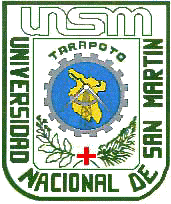 UNSM
TARAPOTO
UNIVERSIDAD
NACIONAL DE
SAN MARTIN